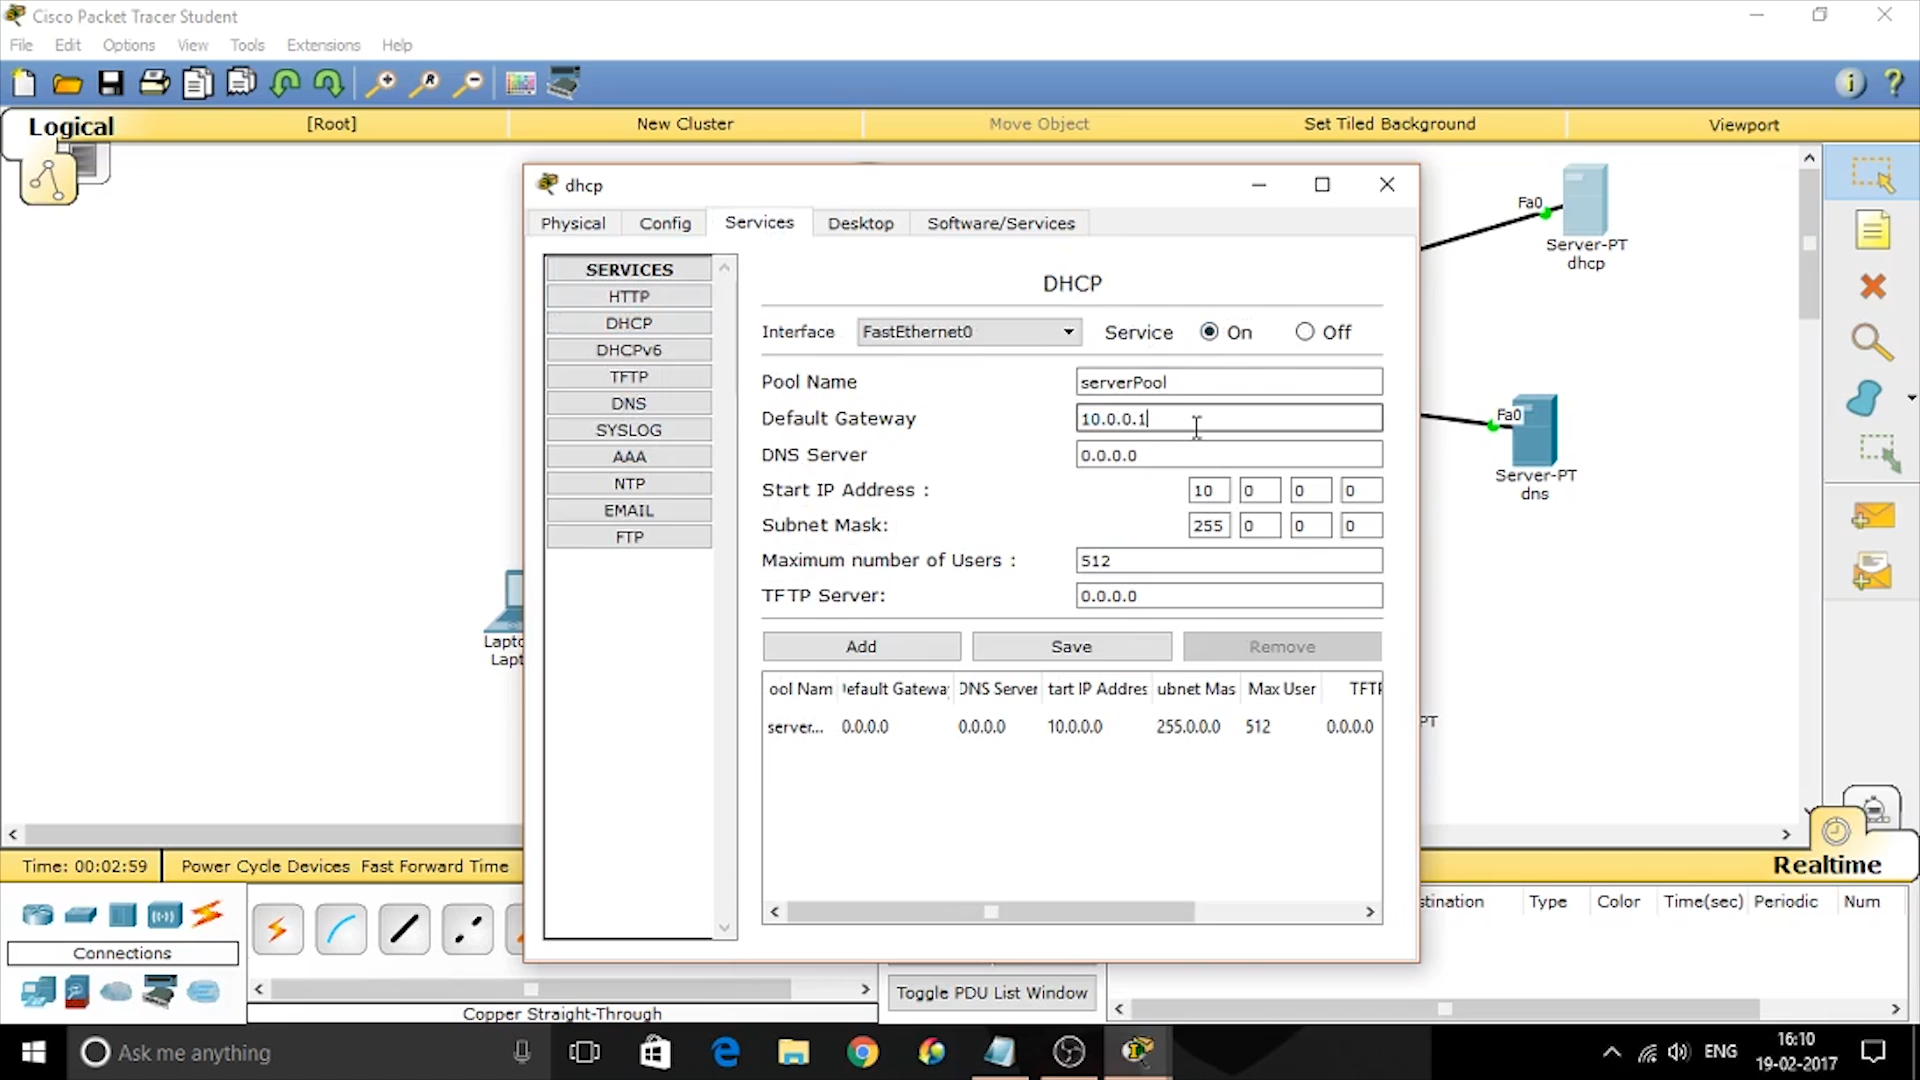 Cisco Packet Tracer Student
File Edit Options View Tools Extensions Help
Logical [Root] New Cluster Move Object Set Tiled Background Viewport
dhcp
Physical Config Services Desktop Software/Services
SERVICES
HTTP
DHCP
DHCPv6
TFTP
DNS
SYSLOG
AAA
NTP
EMAIL
FTP
DHCP
Interface FastEthernet0 Service On Off
Pool Name serverPool
Default Gateway 10.0.0.1
DNS Server 0.0.0.0
Start IP Address : 10 0 0 0
Subnet Mask: 255 0 0 0
Maximum number of Users : 512
TFTP Server: 0.0.0.0
Add Save Remove
ool Nam efault Gateway DNS Server tart IP Addres ubnet Mas Max User TFTP
server... 0.0.0.0 0.0.0.0 10.0.0.0 255.0.0.0 512 0.0.0.0
Fa0
Server-PT
dhcp
Fa0
Server-PT
dns
Lapto
Lapt
PT
Time: 00:02:59 Power Cycle Devices Fast Forward Time Realtime
Connections
Copper Straight-Through
Toggle PDU List Window
stination Type Color Time(sec) Periodic Num
Ask me anything
ENG
16:10
19-02-2017